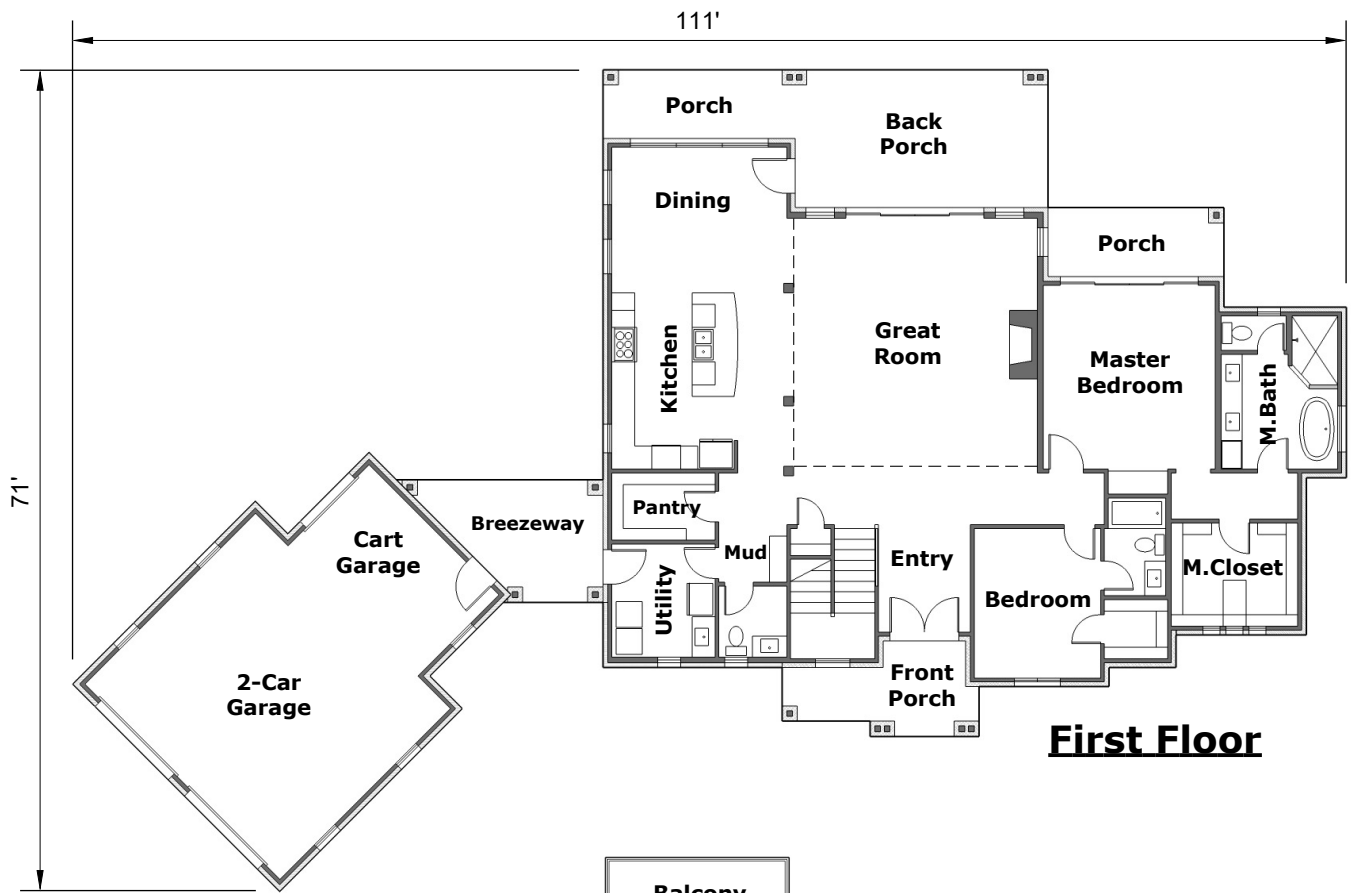 111'
71'
Porch
Back
Porch
Dining
Porch
Great
Room
Kitchen
Master
Bedroom
M.Bath
Cart
Garage
Breezeway
Pantry
Mud
Entry
Utility
Bedroom
M.Closet
2-Car
Garage
Front
Porch
First Floor
Balcony